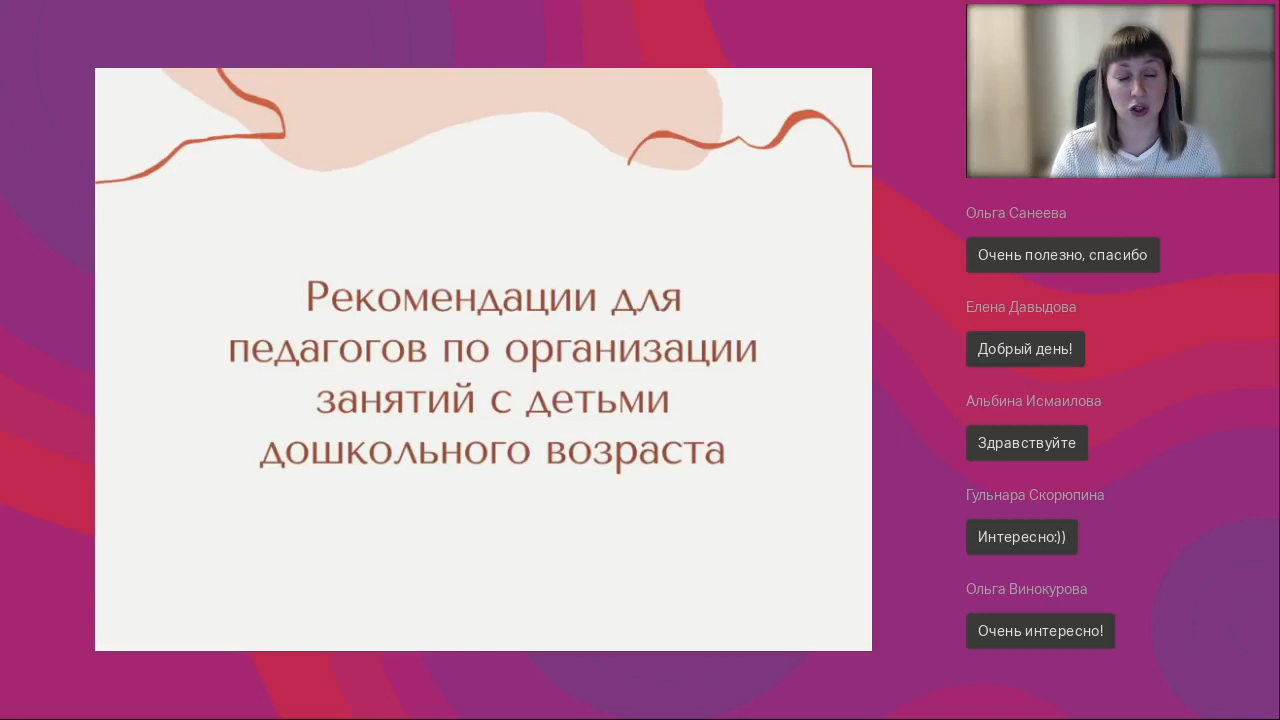 Рекомендации для
педагогов по организации
занятий с детьми
дошкольного возраста
Ольга Санеева
Очень полезно, спасибо
Елена Давыдова
Добрый день!
Альбина Исмаилова
Здравствуйте
Гульнара Скорюпина
Интересно:))
Ольга Винокурова
Очень интересно!